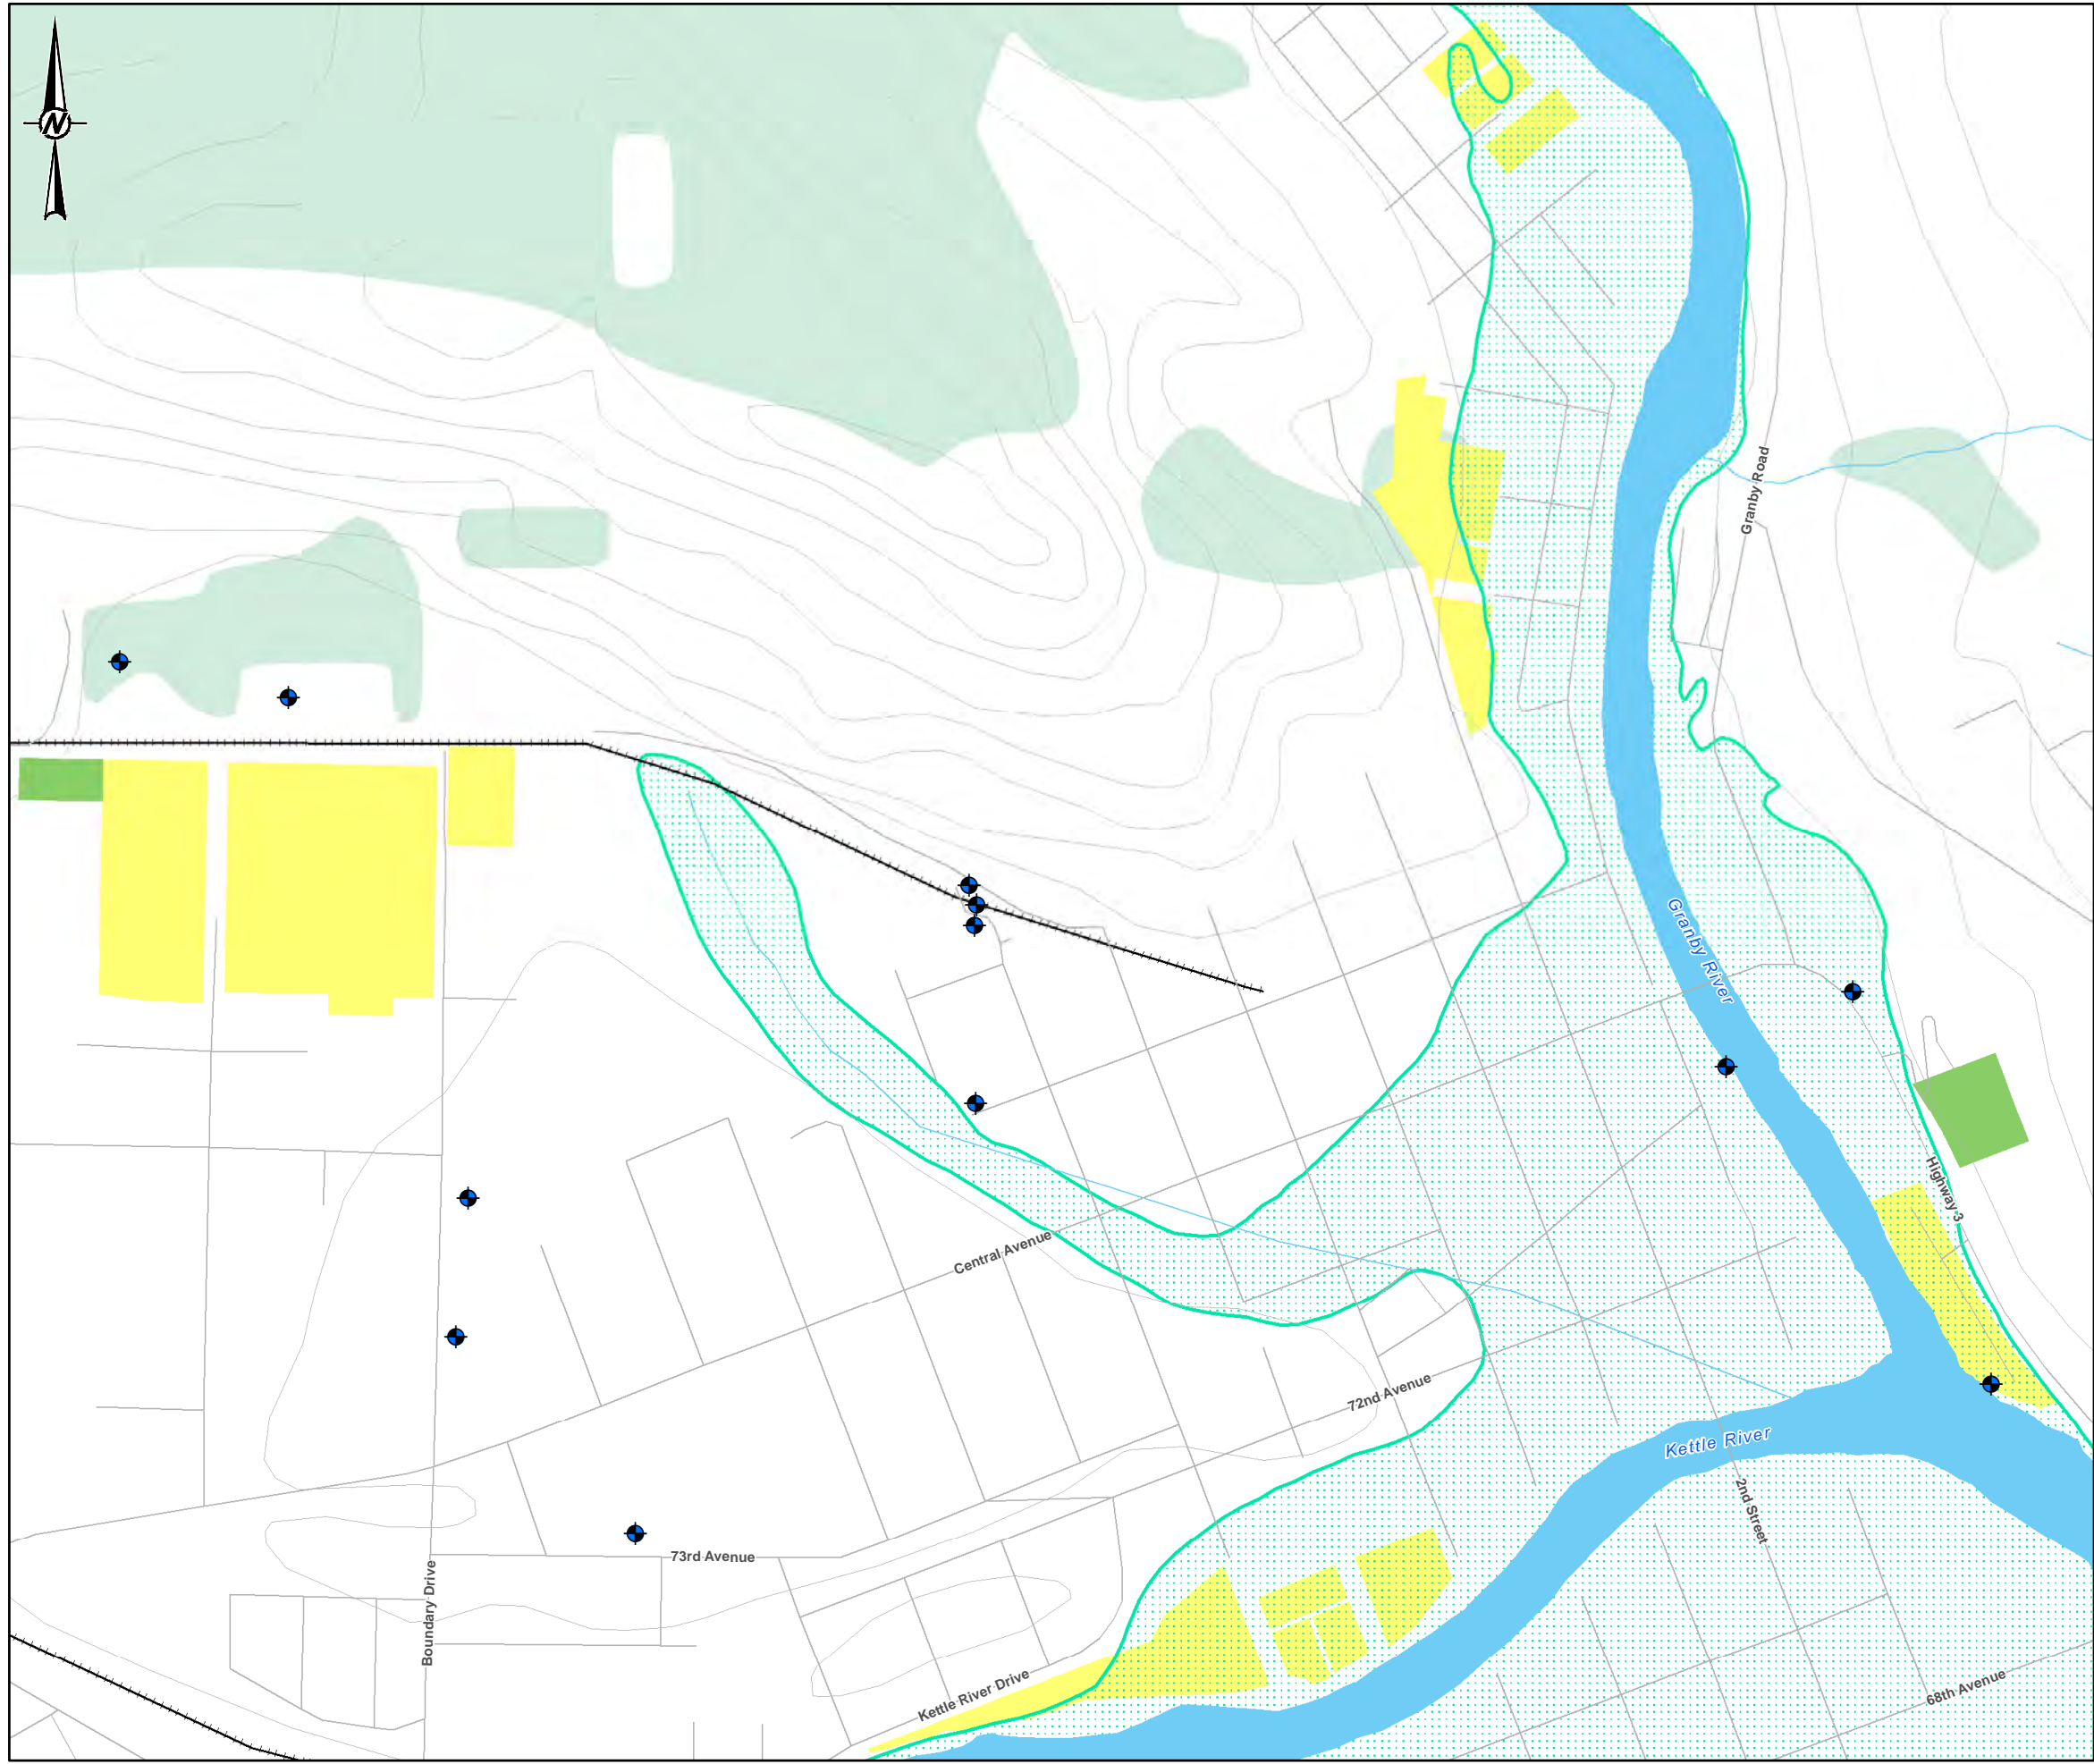 N
Granby Road
Granby River
Highway 3
Central Avenue
72nd Avenue
Kettle River
2nd Street
73rd Avenue
Boundary Drive
Kettle River Drive
68th Avenue